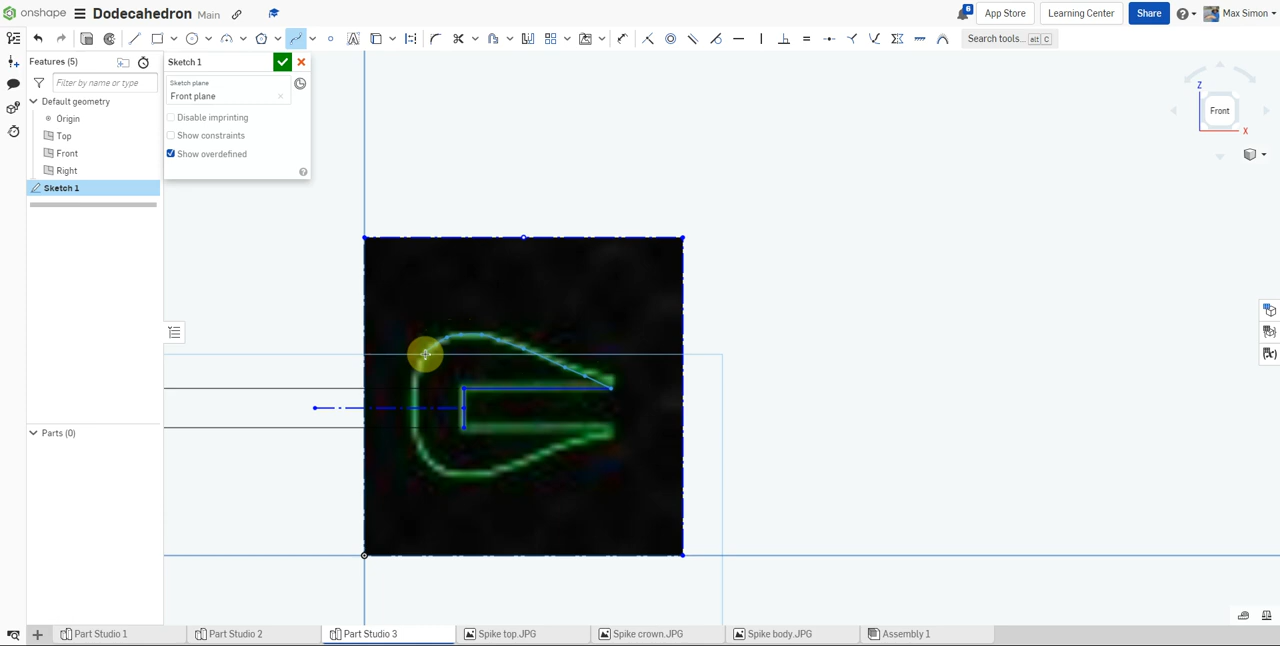 onshape Dodecahedron Main 6 App Store Learning Center Share Max Simon
Search tools... alt C
Features (5)
Filter by name or type
Default geometry
Origin
Top
Front
Right
Sketch 1
Parts (0)
Sketch 1
Sketch plane
Front plane
Disable imprinting
Show constraints
Show overdefined
Z
Front
X
Part Studio 1 Part Studio 2 Part Studio 3 Spike top.JPG Spike crown.JPG Spike body.JPG Assembly 1